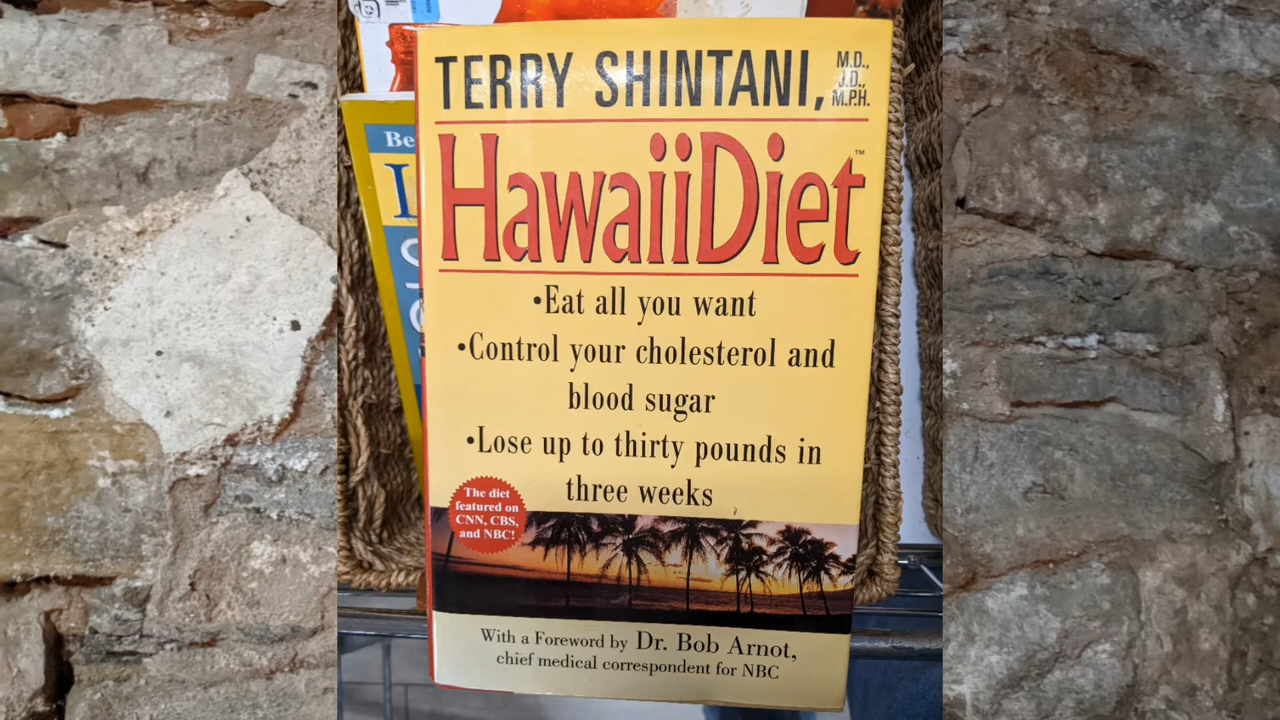 TERRY SHINTANI,
M.D.,
J.D.,
M.P.H.
HawaiiDiet™
•Eat all you want
•Control your cholesterol and
blood sugar
•Lose up to thirty pounds in
three weeks
The diet
featured on
CNN, CBS,
and NBC!
With a Foreword by Dr. Bob Arnot,
chief medical correspondent for NBC